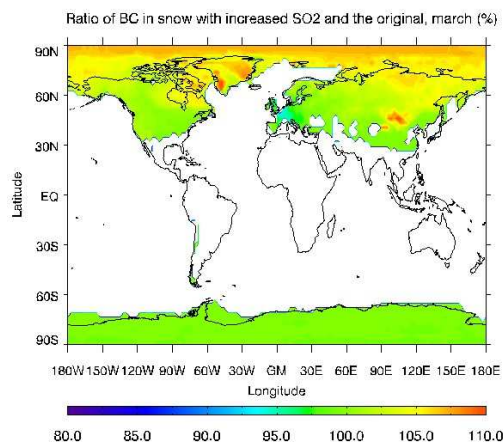 Ratio of BC in snow with increased SO2 and the original, march (%)
90N
60N
30N
EQ
30S
60S
90S
Latitude
180W 150W 120W 90W 60W 30W GM 30E 60E 90E 120E 150E 180E
Longitude
80.0 85.0 90.0 95.0 100.0 105.0 110.0